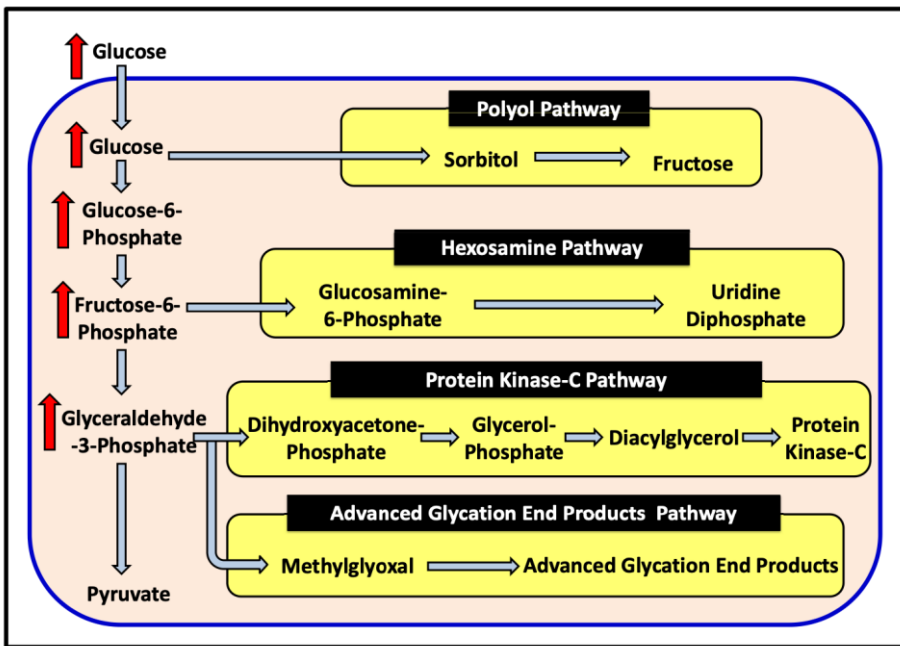 Glucose
Polyol Pathway
Glucose
Sorbitol
Fructose
Glucose-6-
Phosphate
Hexosamine Pathway
Fructose-6-
Phosphate
Glucosamine-
6-Phosphate
Uridine
Diphosphate
Protein Kinase-C Pathway
Glyceraldehyde
-3-Phosphate
Dihydroxyacetone-
Phosphate
Glycerol-
Phosphate
Diacylglycerol
Protein
Kinase-C
Advanced Glycation End Products Pathway
Methylglyoxal
Advanced Glycation End Products
Pyruvate